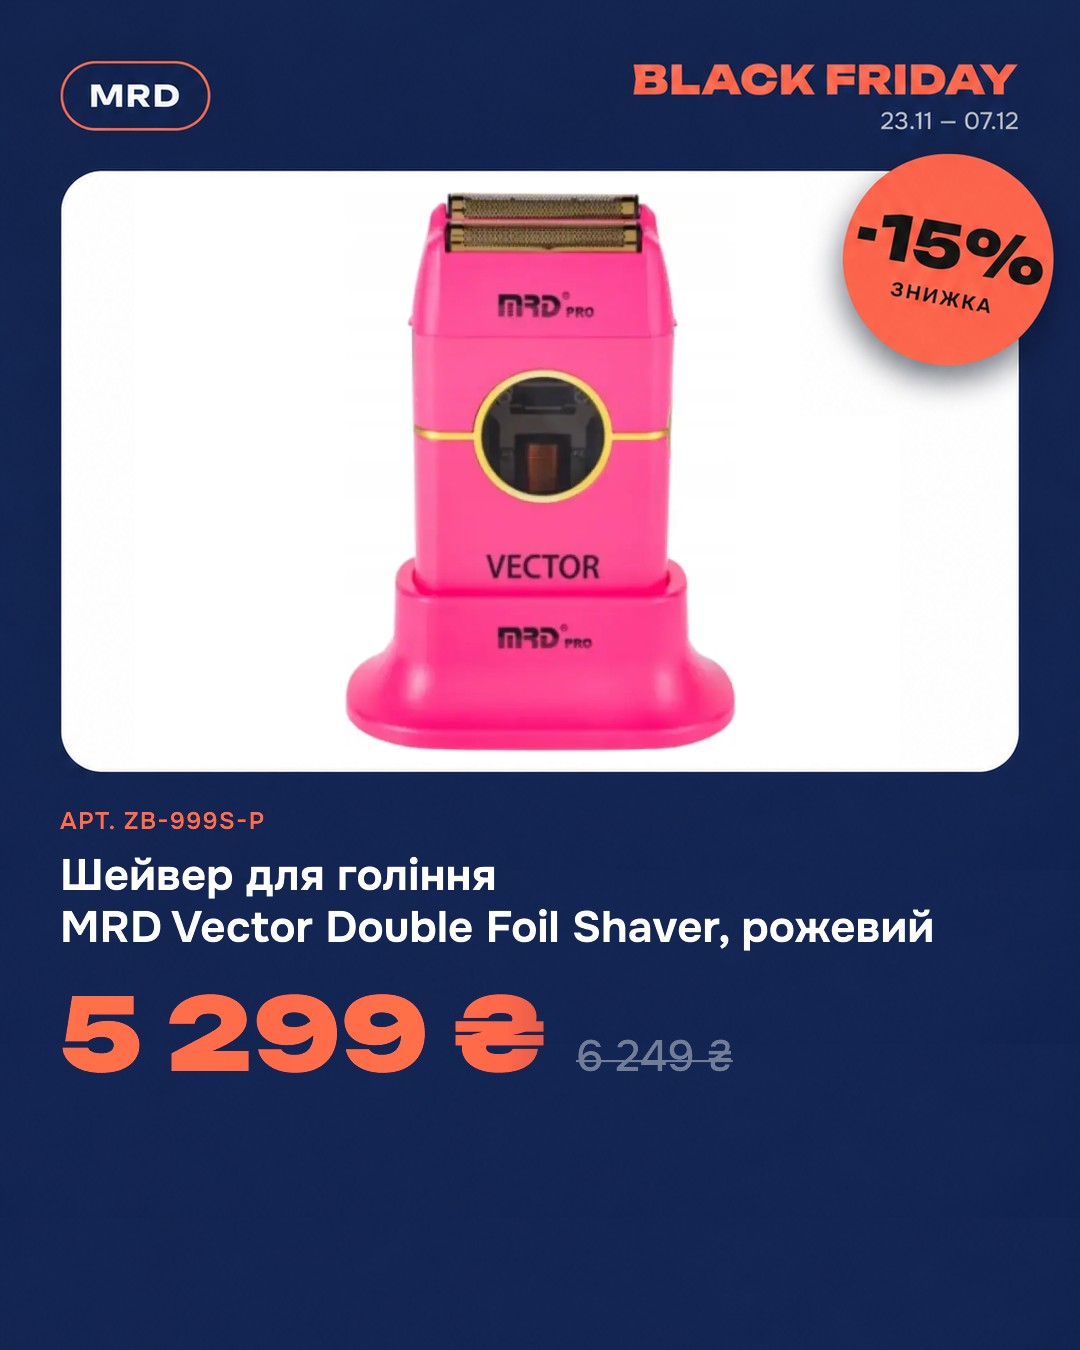 MRD
BLACK FRIDAY
23.11 – 07.12
-15%
ЗНИЖКА
MRD® PRO
VECTOR
MRD® PRO
АРТ. ZB-999S-P
Шейвер для гоління
MRD Vector Double Foil Shaver, рожевий
5 299 ₴
6 249 ₴